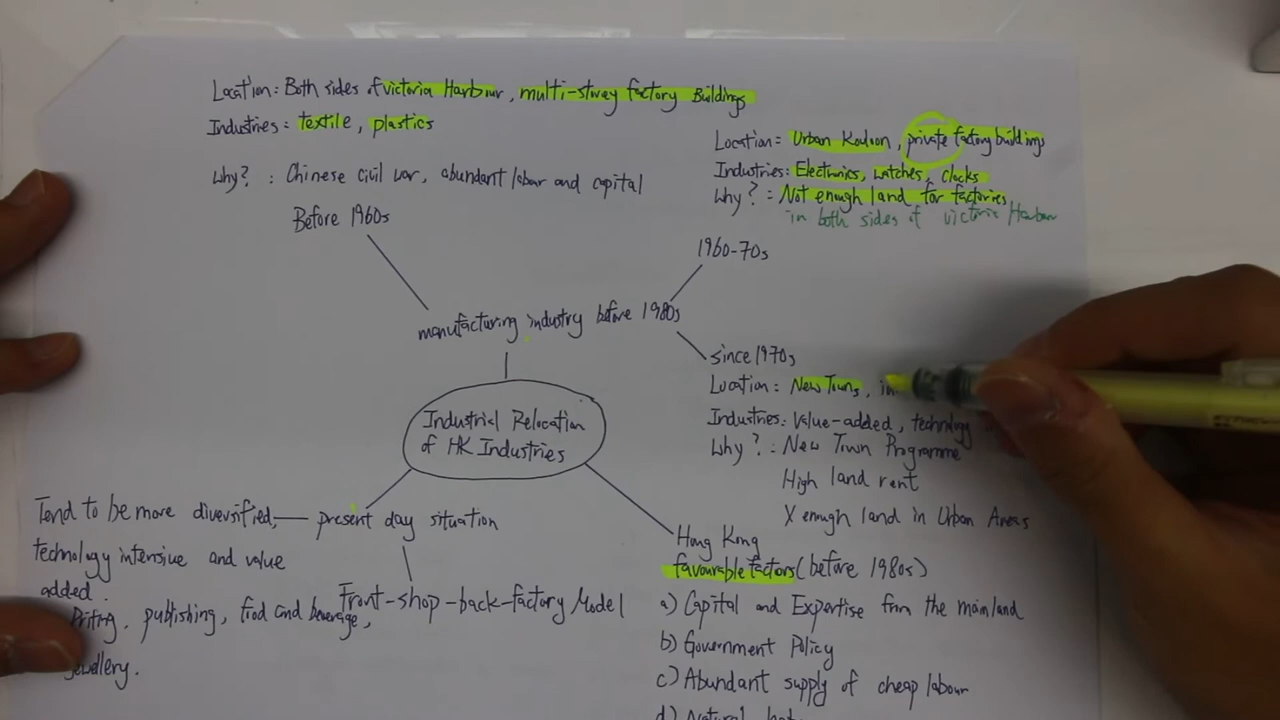 Location: Both sides of victoria Harbour, multi-storey factory Buildings
Industries: textile, plastics
Why? : Chinese civil war, abundant labour and capital
Before 1960s
Location: Urban Koulson, private factory buildings
Industries: Electronics, watches, clocks
Why? : Not enough land for factories
in both sides of victoria Harbour
1960-70s
manufacturing industry before 1980s
since 1970s
Location: New Towns,
Industries: Value-added, technology
Why? : New Town Programme
High land rent
X enough land in Urban Areas
Industrial Relocation
of HK Industries
present day situation
Tend to be more diversified,
technology intensive and value
added.
publishing, food and beverage,
jewellery.
Front-shop-back-factory Model
Hong Kong
favourable factors (before 1980s)
a) Capital and Expertise from the mainland
b) Government Policy
c) Abundant supply of cheap labour
d) Natural